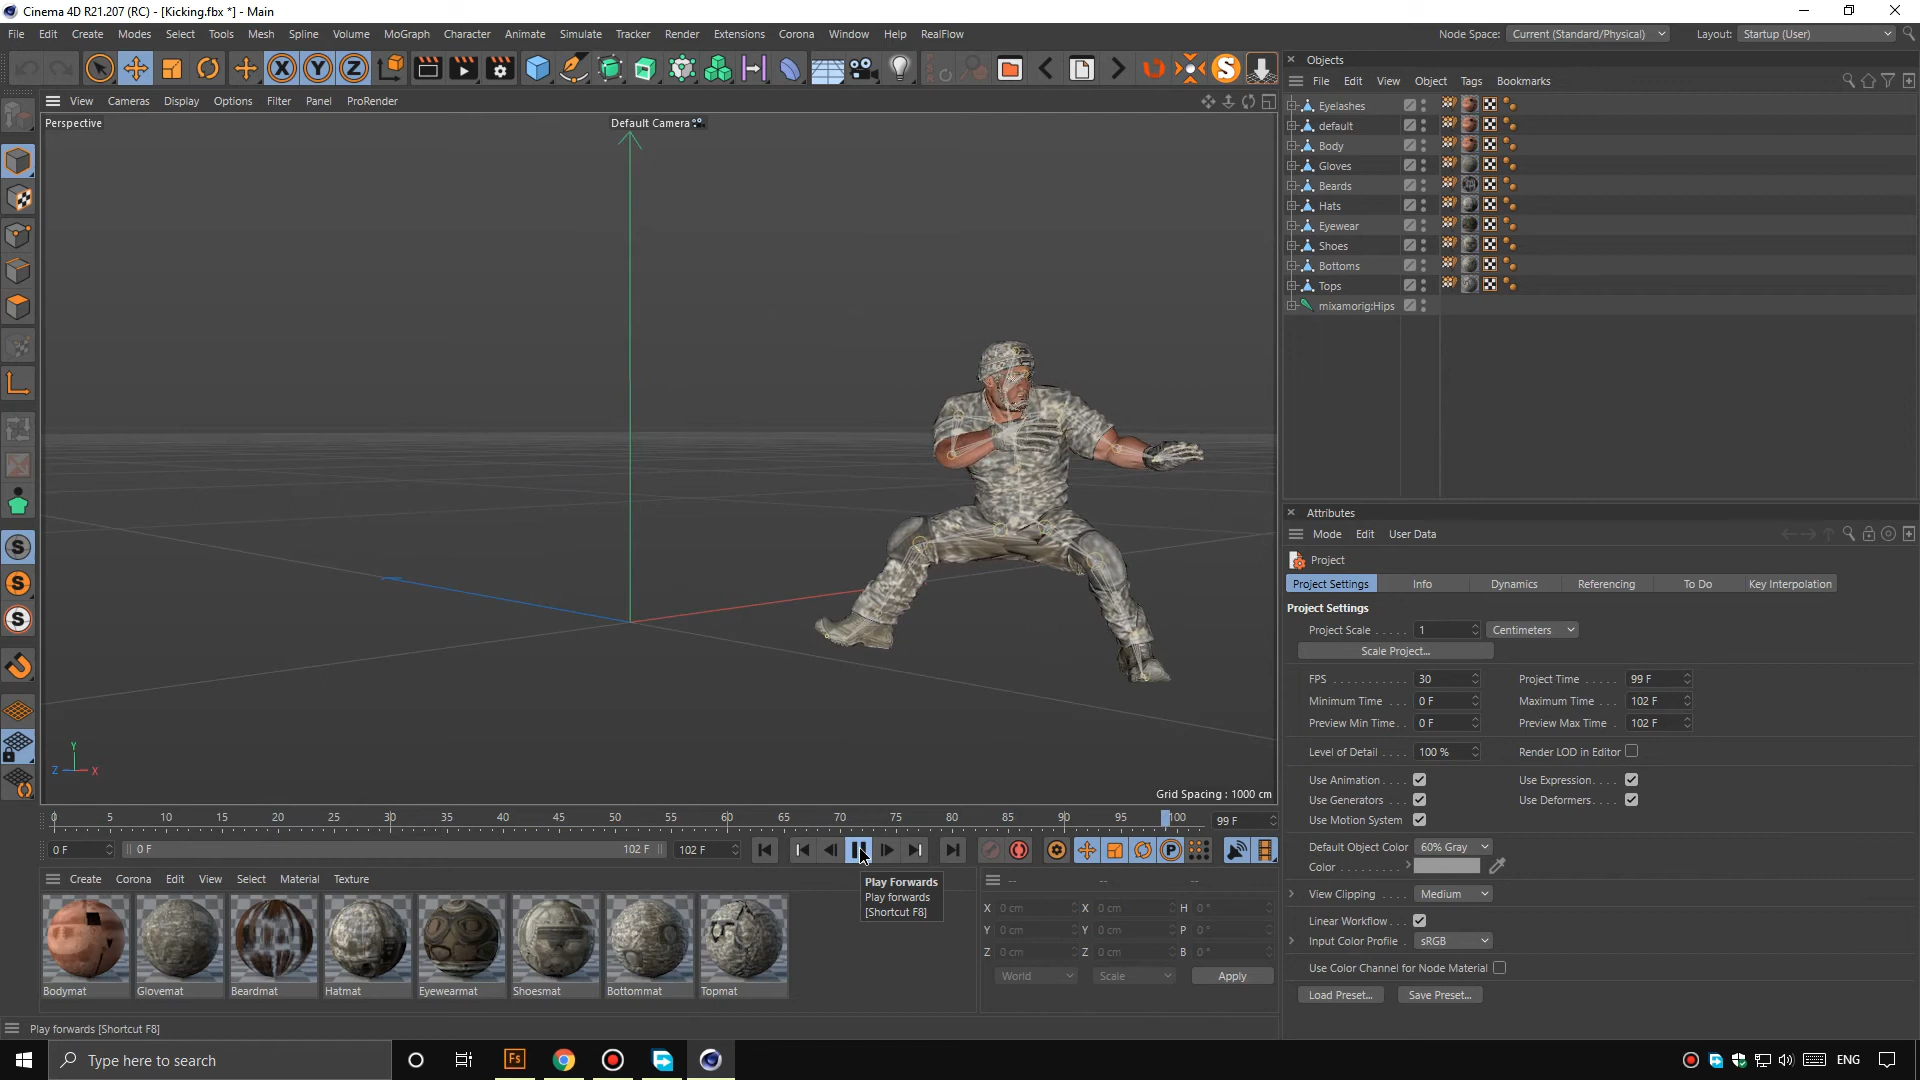 Cinema 4D R21.207 (RC) - [Kicking.fbx *] - Main
File Edit Create Modes Select Tools Mesh Spline Volume MoGraph Character Animate Simulate Tracker Render Extensions Corona Window Help RealFlow
Node Space: Current (Standard/Physical) Layout: Startup (User)
View Cameras Display Options Filter Panel ProRender
Perspective
Default Camera
Grid Spacing : 1000 cm
Objects
File Edit View Object Tags Bookmarks
Eyelashes
default
Body
Gloves
Beards
Hats
Eyewear
Shoes
Bottoms
Tops
mixamorig:Hips
Attributes
Mode Edit User Data
Project
Project Settings Info Dynamics Referencing To Do Key Interpolation
Project Settings
Project Scale . . . . . 1 Centimeters
Scale Project...
FPS . . . . . . . . . . . 30 Project Time . . . . . 99 F
Minimum Time . . . 0 F Maximum Time . . . 102 F
Preview Min Time. . 0 F Preview Max Time . 102 F
Level of Detail . . . . 100 % Render LOD in Editor
Use Animation. . . . Use Expression. . . .
Use Generators . . . Use Deformers. . . .
Use Motion System
Default Object Color 60% Gray
Color . . . . . . . . .
View Clipping . . . . Medium
Linear Workflow. . .
Input Color Profile . sRGB
Use Color Channel for Node Material
Load Preset... Save Preset...
0 5 10 15 20 25 30 35 40 45 50 55 60 65 70 75 80 85 90 95 100 99 F
0 F 0 F 102 F 102 F
Play Forwards
Play forwards
[Shortcut F8]
Create Corona Edit View Select Material Texture
Bodymat Glovemat Beardmat Hatmat Eyewearmat Shoesmat Bottommat Topmat
-- -- --
X 0 cm X 0 cm H 0 °
Y 0 cm Y 0 cm P 0 °
Z 0 cm Z 0 cm B 0 °
World Scale Apply
Y
Z X
Play forwards [Shortcut F8]
Type here to search
Fs
ENG